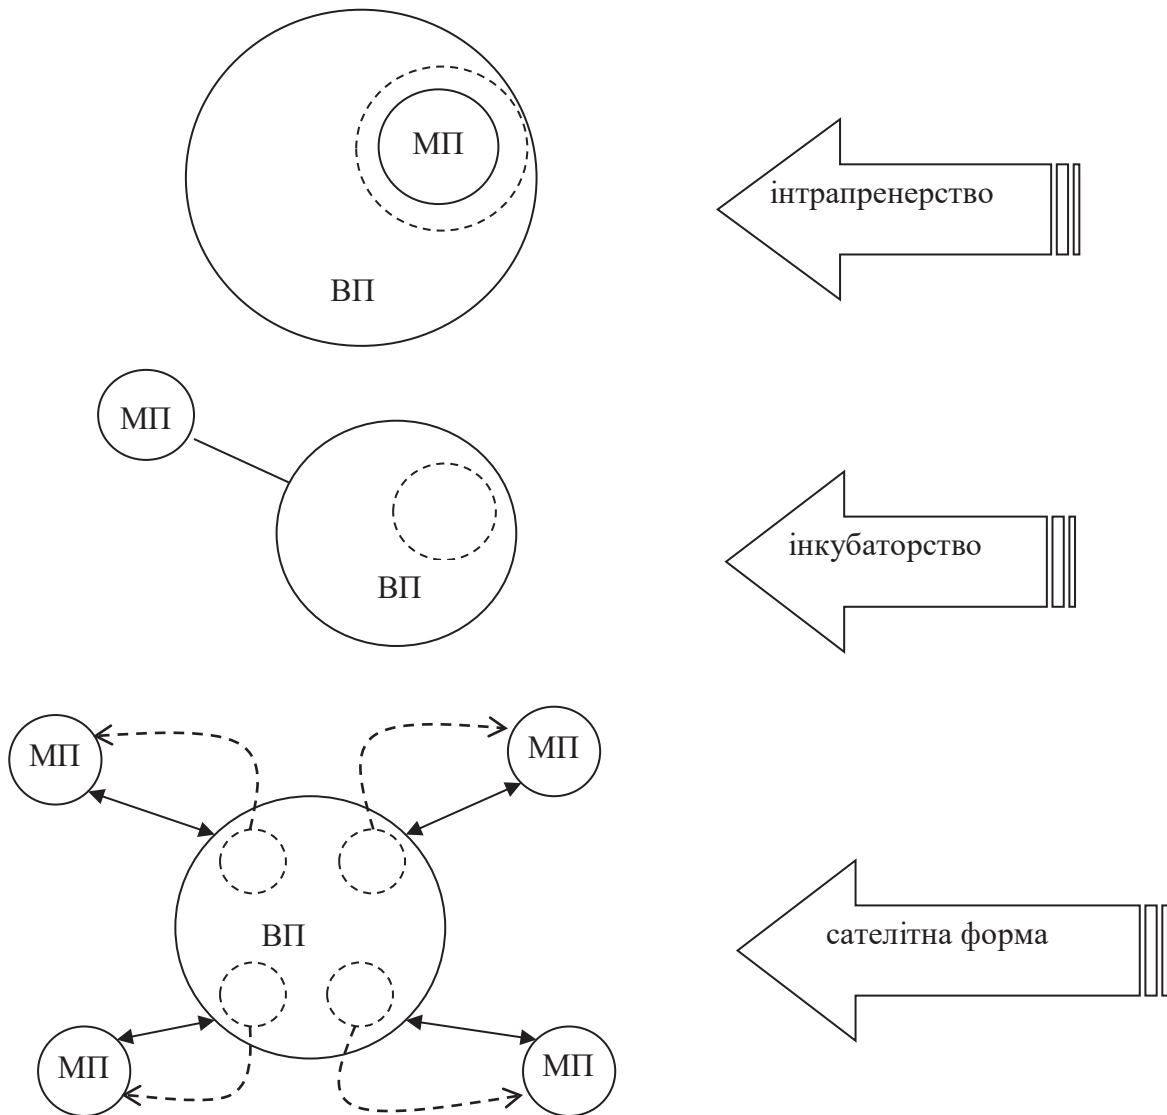 МП
інтрапренерство
ВП
МП
інкубаторство
ВП
МП
МП
ВП
сателітна форма
МП
МП